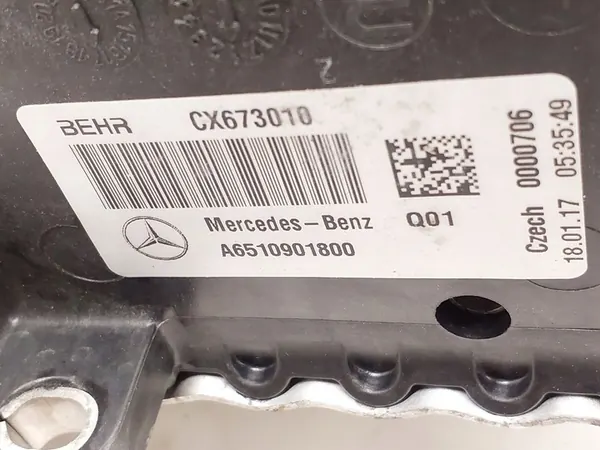 BEHR CX673010
Mercedes-Benz Q01
A6510901800
Czech 0000706
18.01.17 05:35:49